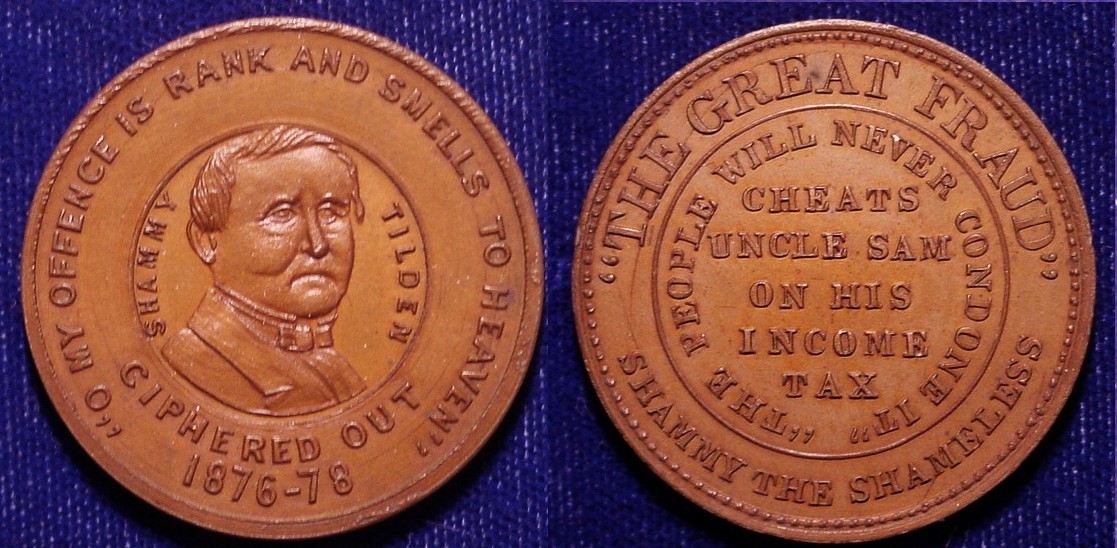 "O MY OFFENCE IS RANK AND SMELLS TO HEAVEN"
SHAMMY TILDEN
CIPHERED OUT
1876-78
"THE GREAT FRAUD"
SHAMMY THE SHAMELESS
"THE PEOPLE WILL NEVER CONDONE IT"
CHEATS
UNCLE SAM
ON HIS
INCOME
TAX